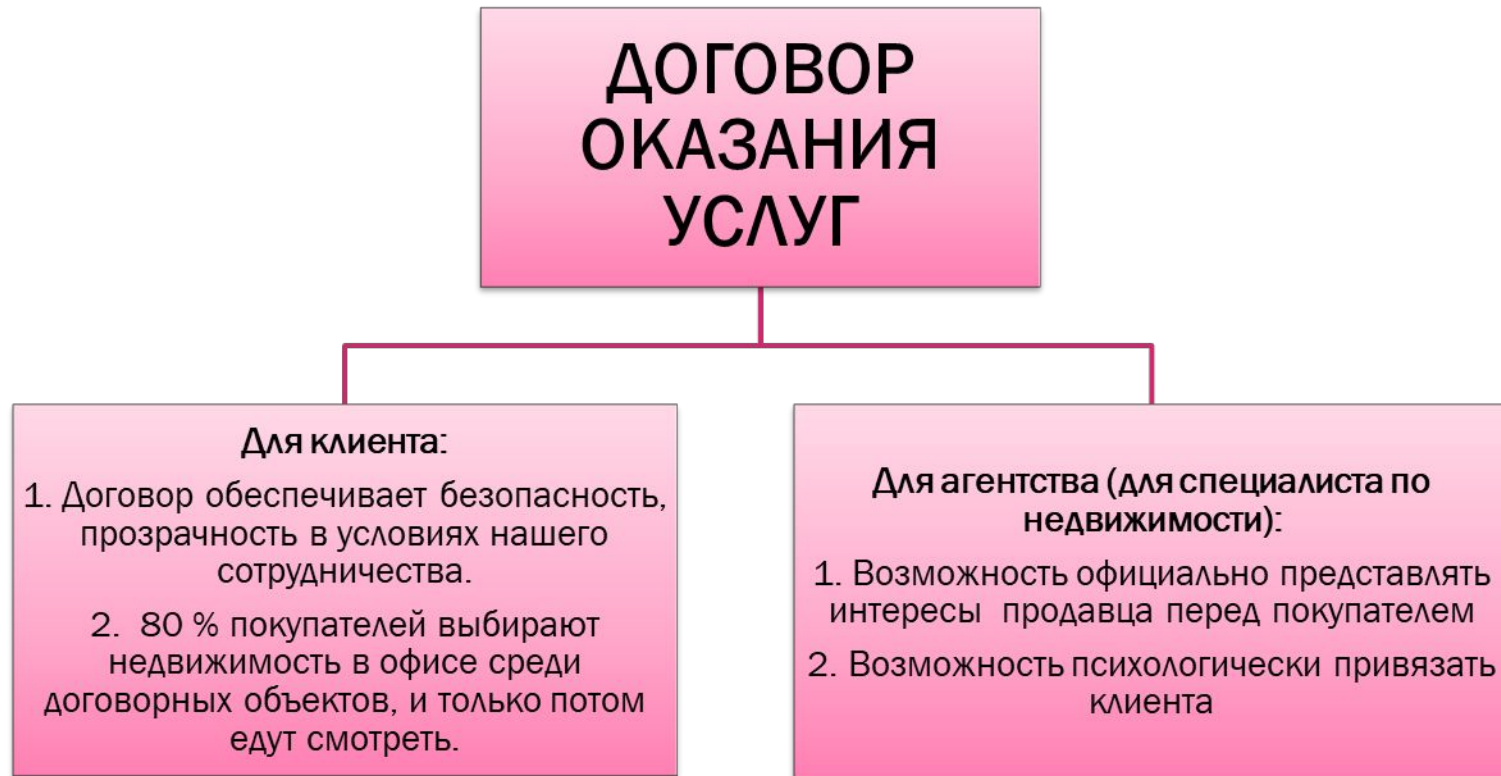 ДОГОВОР
ОКАЗАНИЯ
УСЛУГ
Для клиента:
1. Договор обеспечивает безопасность,
прозрачность в условиях нашего
сотрудничества.
2. 80 % покупателей выбирают
недвижимость в офисе среди
договорных объектов, и только потом
едут смотреть.
Для агентства (для специалиста по
недвижимости):
1. Возможность официально представлять
интересы продавца перед покупателем
2. Возможность психологически привязать
клиента